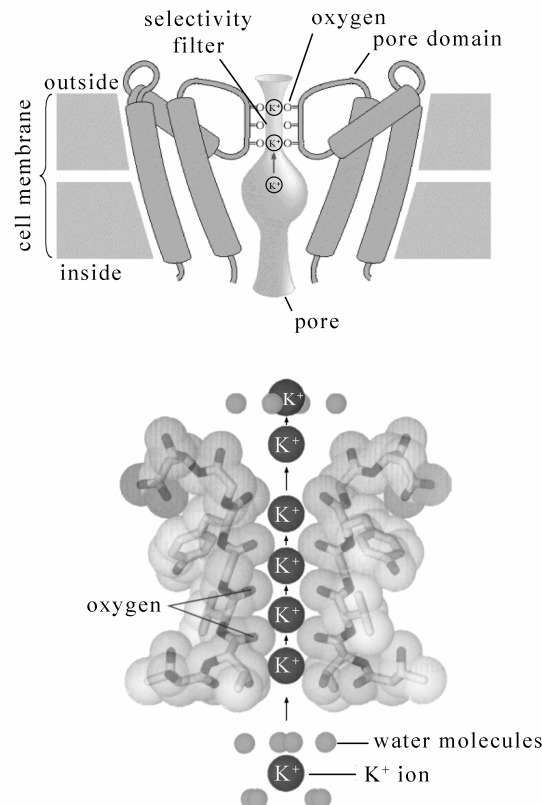 selectivity
filter
oxygen
pore domain
outside
cell membrane
K+
K+
K+
inside
pore
K+
K+
K+
K+
K+
K+
oxygen
water molecules
K+ ion
K+